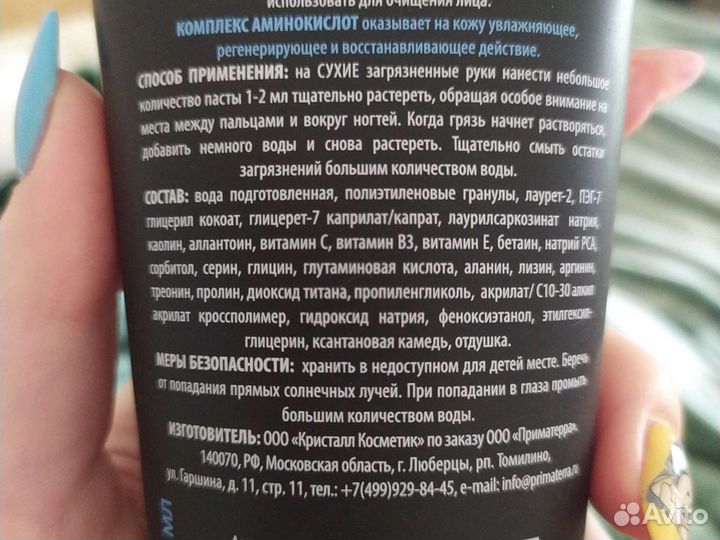 использовать для очищения лица.
КОМПЛЕКС АМИНОКИСЛОТ оказывает на кожу увлажняющее,
регенерирующее и восстанавливающее действие.
СПОСОБ ПРИМЕНЕНИЯ: на СУХИЕ загрязненные руки нанести небольшое
количество пасты 1-2 мл тщательно растереть, обращая особое внимание на
места между пальцами и вокруг ногтей. Когда грязь начнет растворяться,
добавить немного воды и снова растереть. Тщательно смыть остатки
загрязнений большим количеством воды.
СОСТАВ: вода подготовленная, полиэтиленовые гранулы, лаурет-2, ПЭГ-7
глицерил кокоат, глицерет-7 каприлат/капрат, лаурилсаркозинат натрия,
каолин, аллантоин, витамин С, витамин В3, витамин Е, бетаин, натрий РСА,
сорбитол, серин, глицин, глутаминовая кислота, аланин, лизин, аргинин,
треонин, пролин, диоксид титана, пропиленгликоль, акрилат/ С10-30 алкил
акрилат кроссполимер, гидроксид натрия, феноксиэтанол, этилгексил-
глицерин, ксантановая камедь, отдушка.
МЕРЫ БЕЗОПАСНОСТИ: хранить в недоступном для детей месте. Беречь
от попадания прямых солнечных лучей. При попадании в глаза промыть
большим количеством воды.
ИЗГОТОВИТЕЛЬ: ООО «Кристалл Косметик» по заказу ООО «Приматерра».
140070, РФ, Московская область, г. Люберцы, рп. Томилино,
ул. Гаршина, д. 11, стр. 11, тел.: +7(499)929-84-45, e-mail: info@primaterra.ru
МЛ
Avito